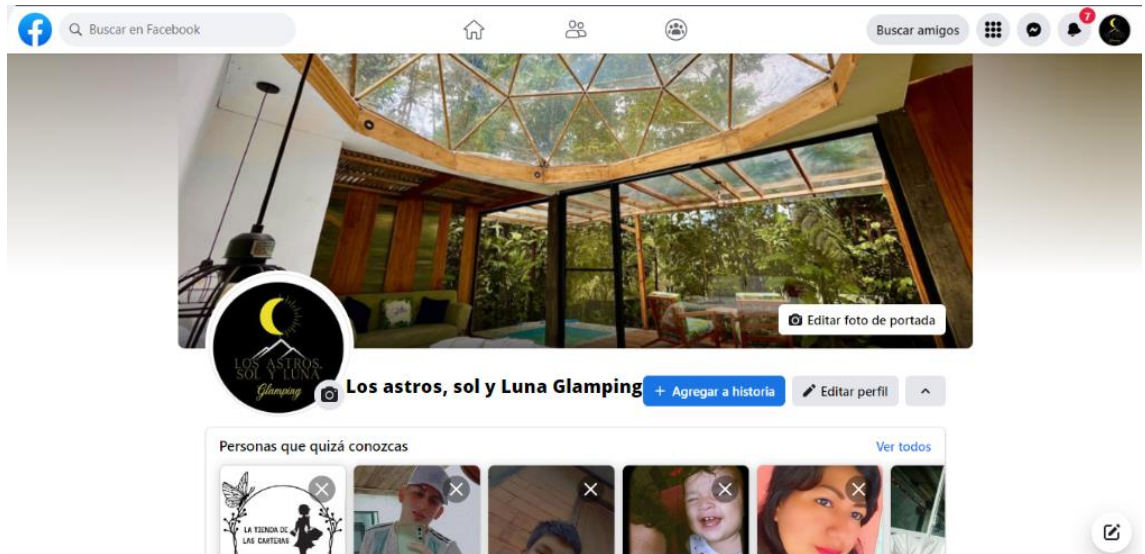 Buscar en Facebook
Buscar amigos
7
Editar foto de portada
LOS ASTROS,
SOL Y LUNA
Glamping
Los astros, sol y Luna Glamping
+ Agregar a historia
Editar perfil
Personas que quizá conozcas
Ver todos
LA TIENDA DE
LAS CARTERAS